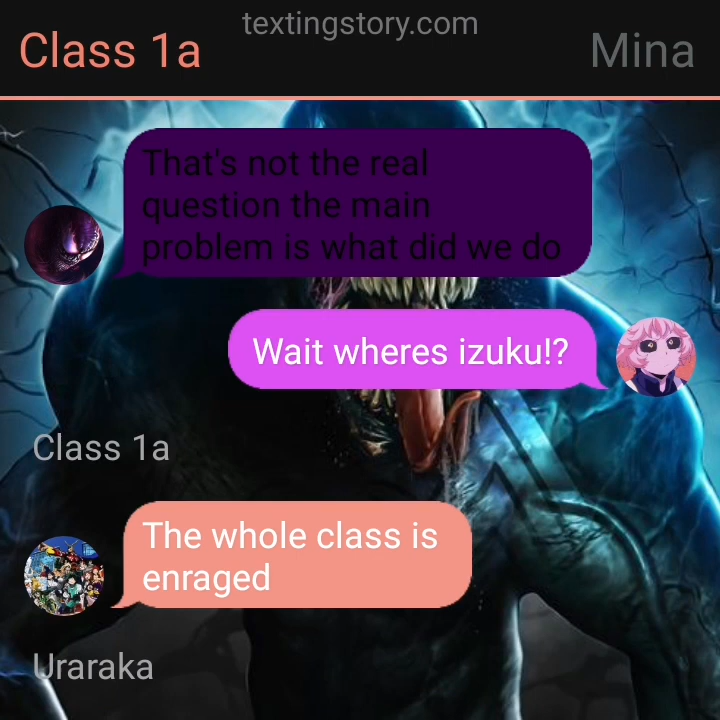 textingstory.com
Class 1a
Mina
That's not the real
question the main
problem is what did we do
Wait wheres izuku!?
Class 1a
The whole class is
enraged
Uraraka